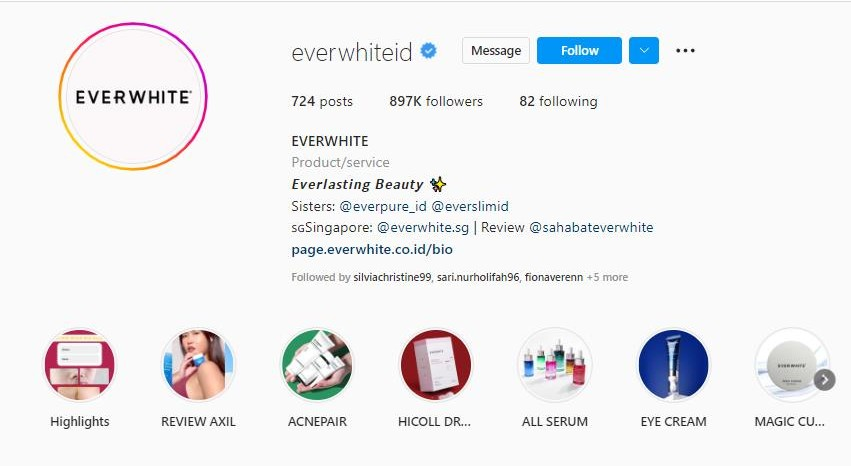 EVERWHITE
everwhiteid
Message
Follow
724 posts 897K followers 82 following
EVERWHITE
Product/service
Everlasting Beauty ✨
Sisters: @everpure_id @everslimid
sgSingapore: @everwhite.sg | Review @sahabateverwhite
page.everwhite.co.id/bio
Followed by silviachristine99, sari.nurholifah96, fionaverenn +5 more
EVERWHITE
EVERWHITE
Highlights
REVIEW AXIL
ACNEPAIR
HICOLL DR...
ALL SERUM
EYE CREAM
MAGIC CU...